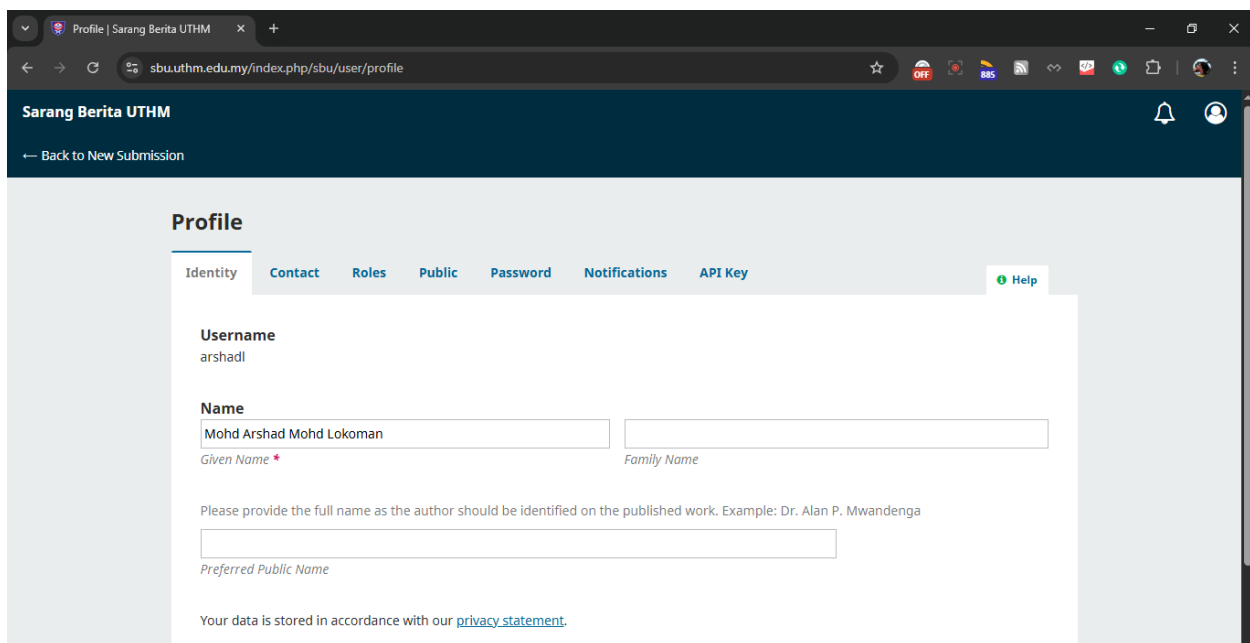 Profile | Sarang Berita UTHM
sbu.uthm.edu.my/index.php/sbu/user/profile
OFF
885
Sarang Berita UTHM
← Back to New Submission
Profile
Identity Contact Roles Public Password Notifications API Key
Help
Username
arshadl
Name
Mohd Arshad Mohd Lokoman
Given Name * Family Name
Please provide the full name as the author should be identified on the published work. Example: Dr. Alan P. Mwandenga
Preferred Public Name
Your data is stored in accordance with our privacy statement.